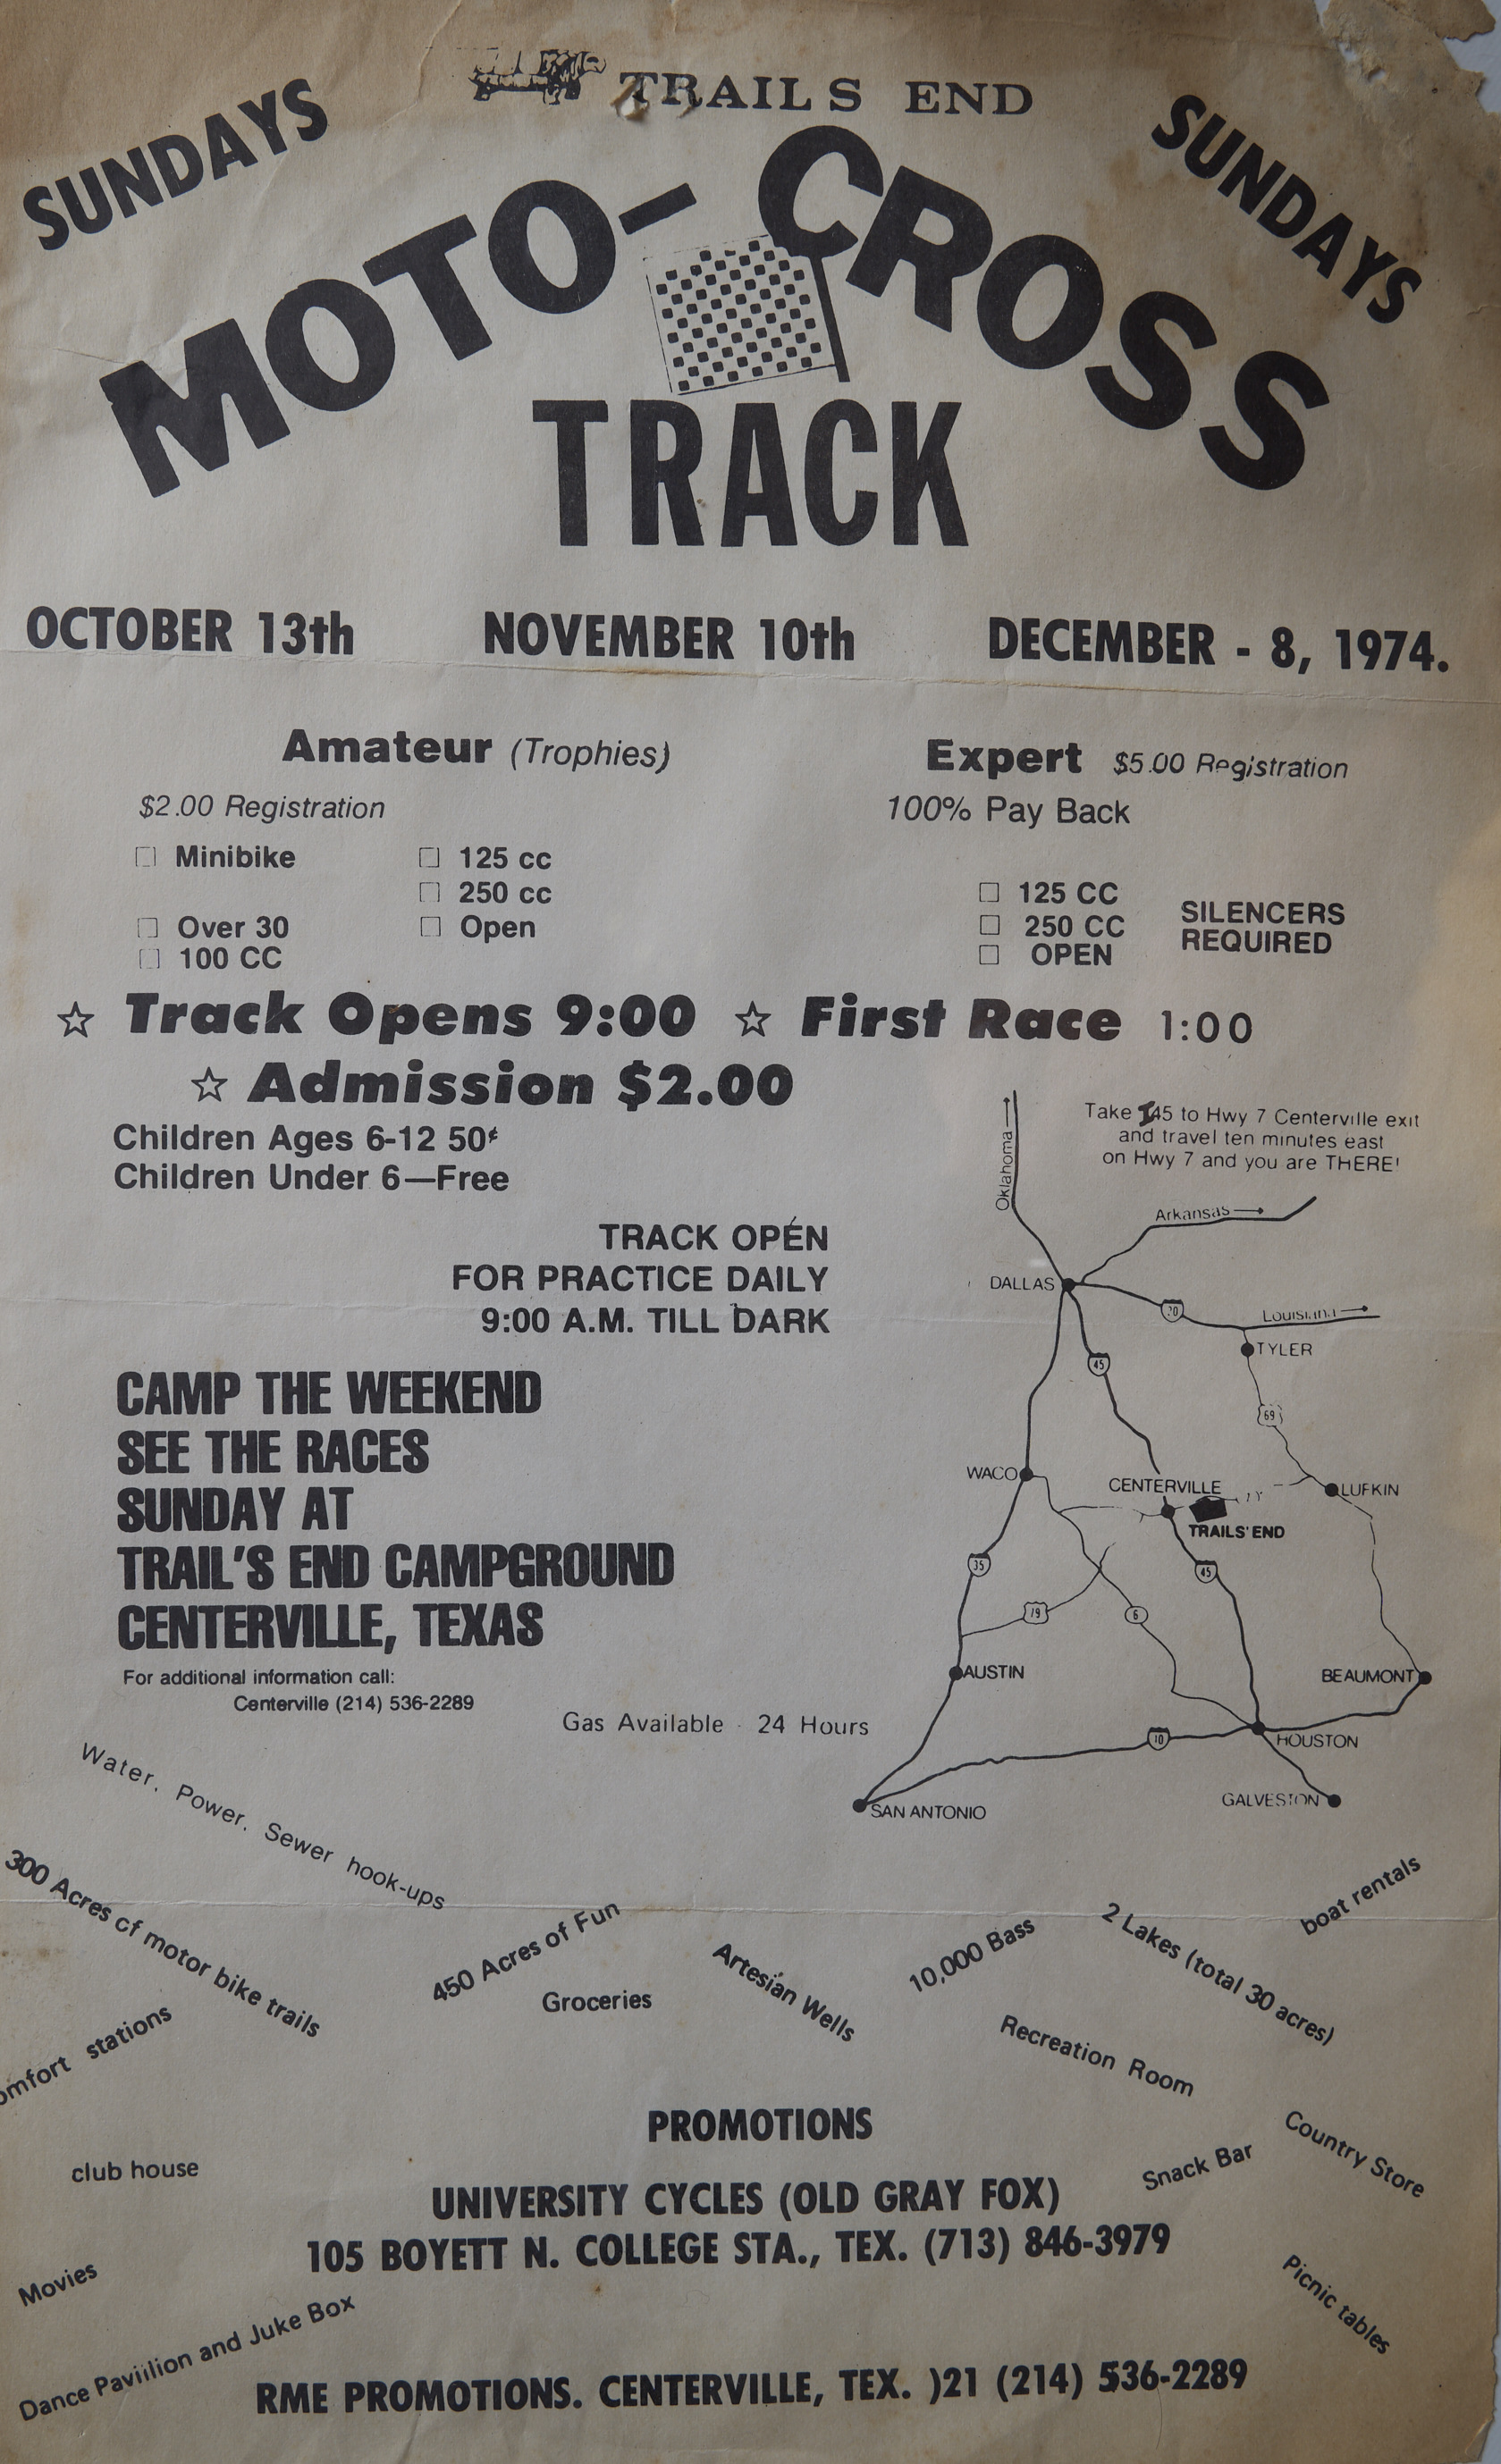 TRAILS END
SUNDAYS
SUNDAYS
MOTO-CROSS
TRACK
OCTOBER 13th NOVEMBER 10th DECEMBER - 8, 1974.
Amateur (Trophies)
$2.00 Registration
☐ Minibike ☐ 125 cc
☐ 250 cc
☐ Over 30 ☐ Open
☐ 100 CC
Expert $5.00 Registration
100% Pay Back
☐ 125 CC
☐ 250 CC
☐ OPEN
SILENCERS
REQUIRED
☆ Track Opens 9:00 ☆ First Race 1:00
☆ Admission $2.00
Children Ages 6-12 50¢
Children Under 6—Free
TRACK OPEN
FOR PRACTICE DAILY
9:00 A.M. TILL DARK
CAMP THE WEEKEND
SEE THE RACES
SUNDAY AT
TRAIL'S END CAMPGROUND
CENTERVILLE, TEXAS
For additional information call:
Centerville (214) 536-2289
Gas Available - 24 Hours
Take I45 to Hwy 7 Centerville exit
and travel ten minutes east
on Hwy 7 and you are THERE!
Oklahoma
Arkansas
DALLAS
20
Louisiana
TYLER
45
69
WACO
CENTERVILLE
LUFKIN
TRAILS' END
35
45
79
6
AUSTIN
BEAUMONT
10
HOUSTON
SAN ANTONIO
GALVESTON
Water. Power. Sewer hook-ups
300 Acres of motor bike trails
450 Acres of Fun
Groceries
Artesian Wells
10,000 Bass
2 Lakes (total 30 acres)
boat rentals
omfort stations
Recreation Room
club house
Snack Bar
Country Store
Movies
Picnic tables
Dance Paviilion and Juke Box
PROMOTIONS
UNIVERSITY CYCLES (OLD GRAY FOX)
105 BOYETT N. COLLEGE STA., TEX. (713) 846-3979
RME PROMOTIONS. CENTERVILLE, TEX. )21 (214) 536-2289